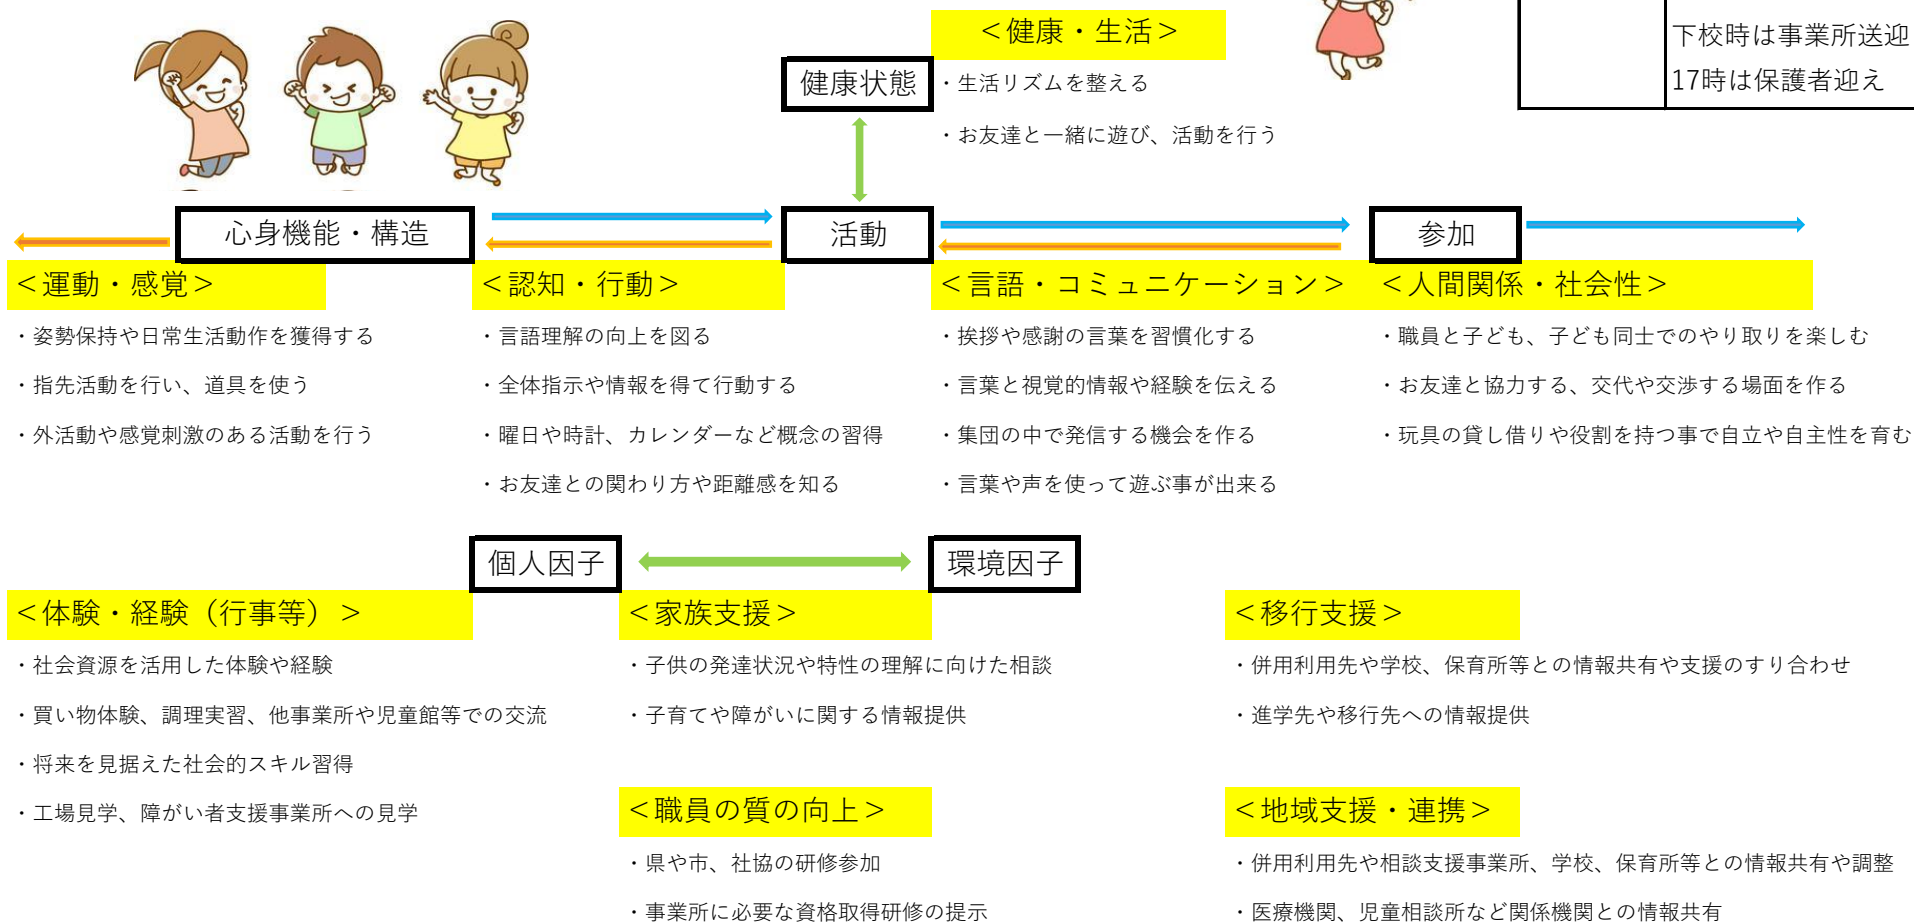 ＜健康・生活＞
健康状態
・生活リズムを整える
・お友達と一緒に遊び、活動を行う
下校時は事業所送迎
17時は保護者迎え
心身機能・構造
活動
参加
＜運動・感覚＞
・姿勢保持や日常生活動作を獲得する
・指先活動を行い、道具を使う
・外活動や感覚刺激のある活動を行う
＜認知・行動＞
・言語理解の向上を図る
・全体指示や情報を得て行動する
・曜日や時計、カレンダーなど概念の習得
・お友達との関わり方や距離感を知る
＜言語・コミュニケーション＞
・挨拶や感謝の言葉を習慣化する
・言葉と視覚的情報や経験を伝える
・集団の中で発信する機会を作る
・言葉や声を使って遊ぶ事が出来る
＜人間関係・社会性＞
・職員と子ども、子ども同士でのやり取りを楽しむ
・お友達と協力する、交代や交渉する場面を作る
・玩具の貸し借りや役割を持つ事で自立や自主性を育む
個人因子
環境因子
＜体験・経験（行事等）＞
・社会資源を活用した体験や経験
・買い物体験、調理実習、他事業所や児童館等での交流
・将来を見据えた社会的スキル習得
・工場見学、障がい者支援事業所への見学
＜家族支援＞
・子供の発達状況や特性の理解に向けた相談
・子育てや障がいに関する情報提供
＜職員の質の向上＞
・県や市、社協の研修参加
・事業所に必要な資格取得研修の提示
＜移行支援＞
・併用利用先や学校、保育所等との情報共有や支援のすり合わせ
・進学先や移行先への情報提供
＜地域支援・連携＞
・併用利用先や相談支援事業所、学校、保育所等との情報共有や調整
・医療機関、児童相談所など関係機関との情報共有